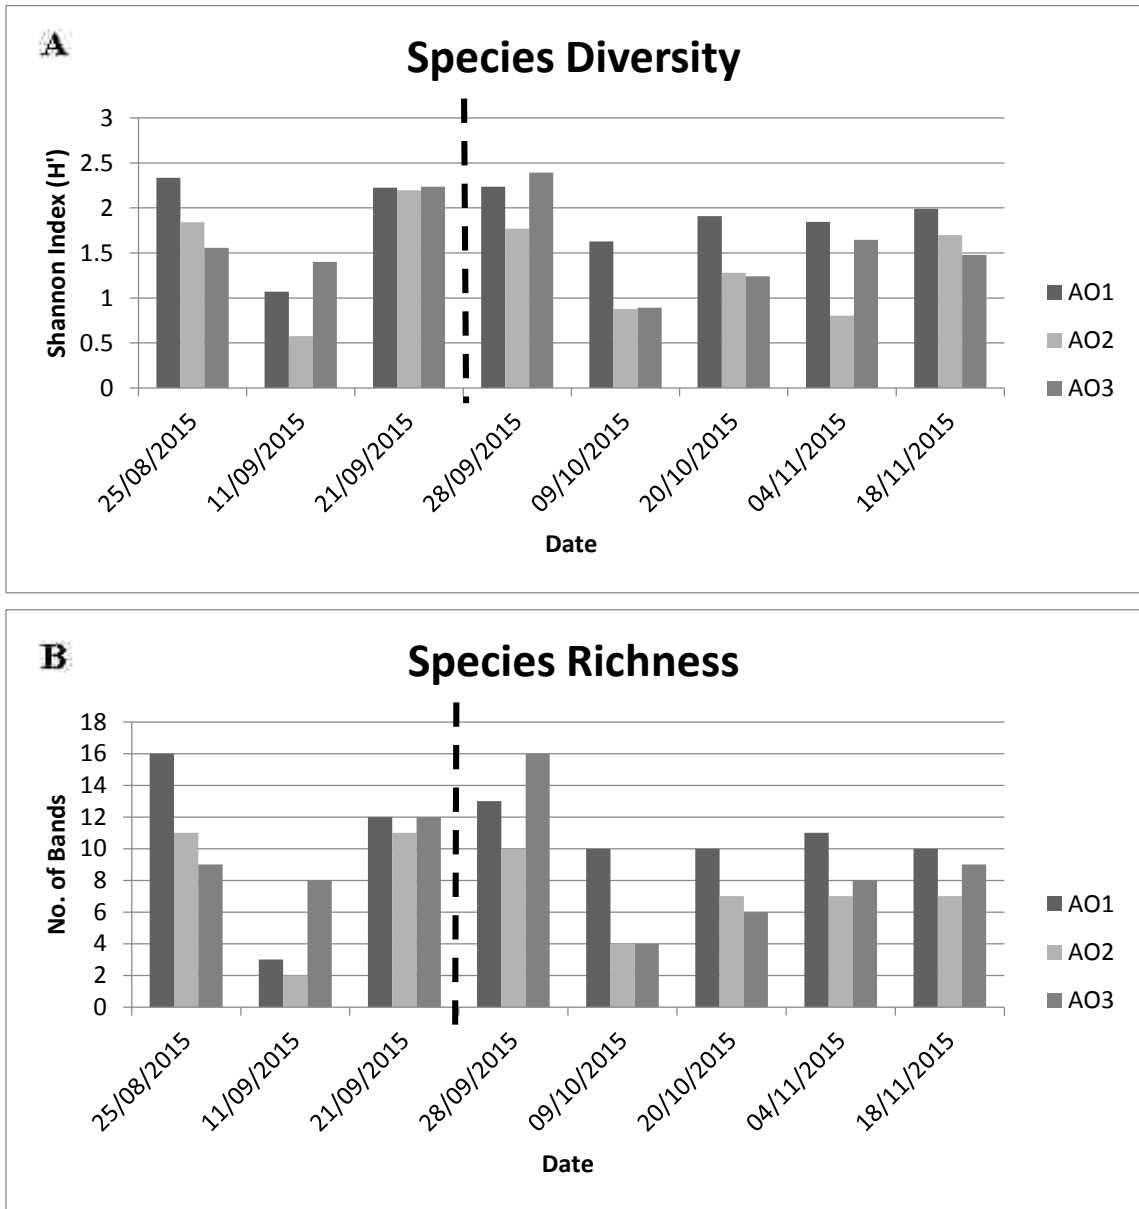 A
Species Diversity
3
2.5
2
1.5
1
0.5
0
Shannon Index (H')
25/08/2015
11/09/2015
21/09/2015
28/09/2015
09/10/2015
20/10/2015
04/11/2015
18/11/2015
Date
AO1
AO2
AO3
B
Species Richness
18
16
14
12
10
8
6
4
2
0
No. of Bands
25/08/2015
11/09/2015
21/09/2015
28/09/2015
09/10/2015
20/10/2015
04/11/2015
18/11/2015
Date
AO1
AO2
AO3